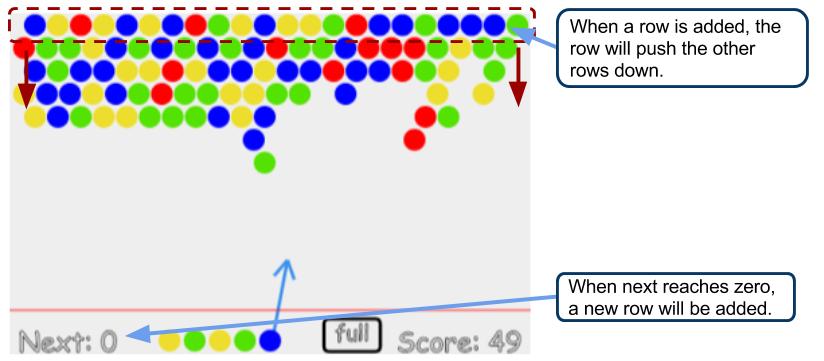 When a row is added, the
row will push the other
rows down.
When next reaches zero,
a new row will be added.
Next: 0
full
Score: 49